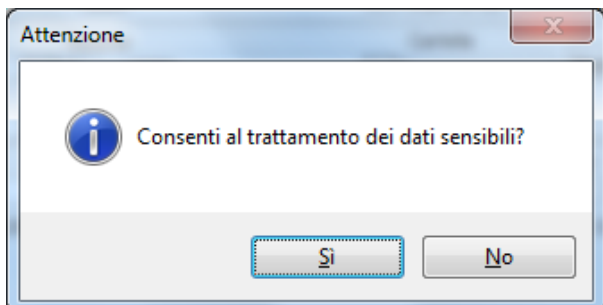 Attenzione
Consenti al trattamento dei dati sensibili?
Sì
No